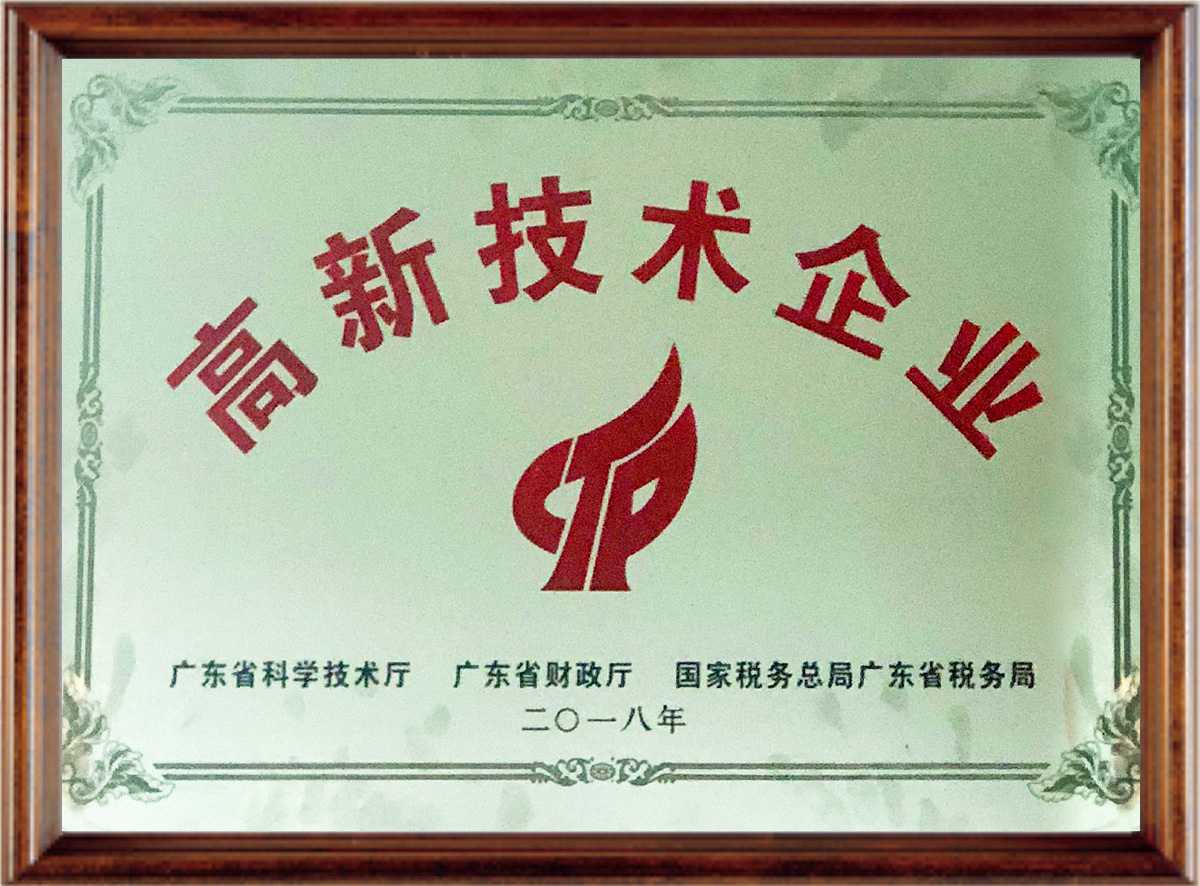 高新技术企业
广东省科学技术厅 广东省财政厅 国家税务总局广东省税务局
二〇一八年